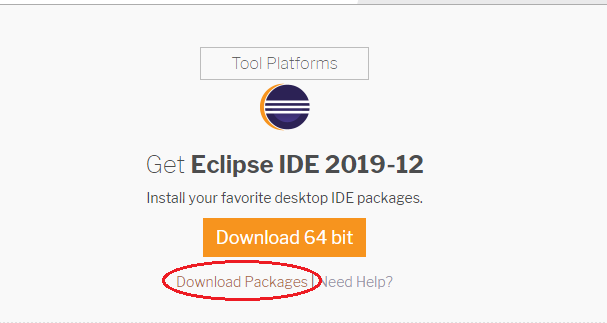 Tool Platforms
Get Eclipse IDE 2019-12
Install your favorite desktop IDE packages.
Download 64 bit
Download Packages | Need Help?